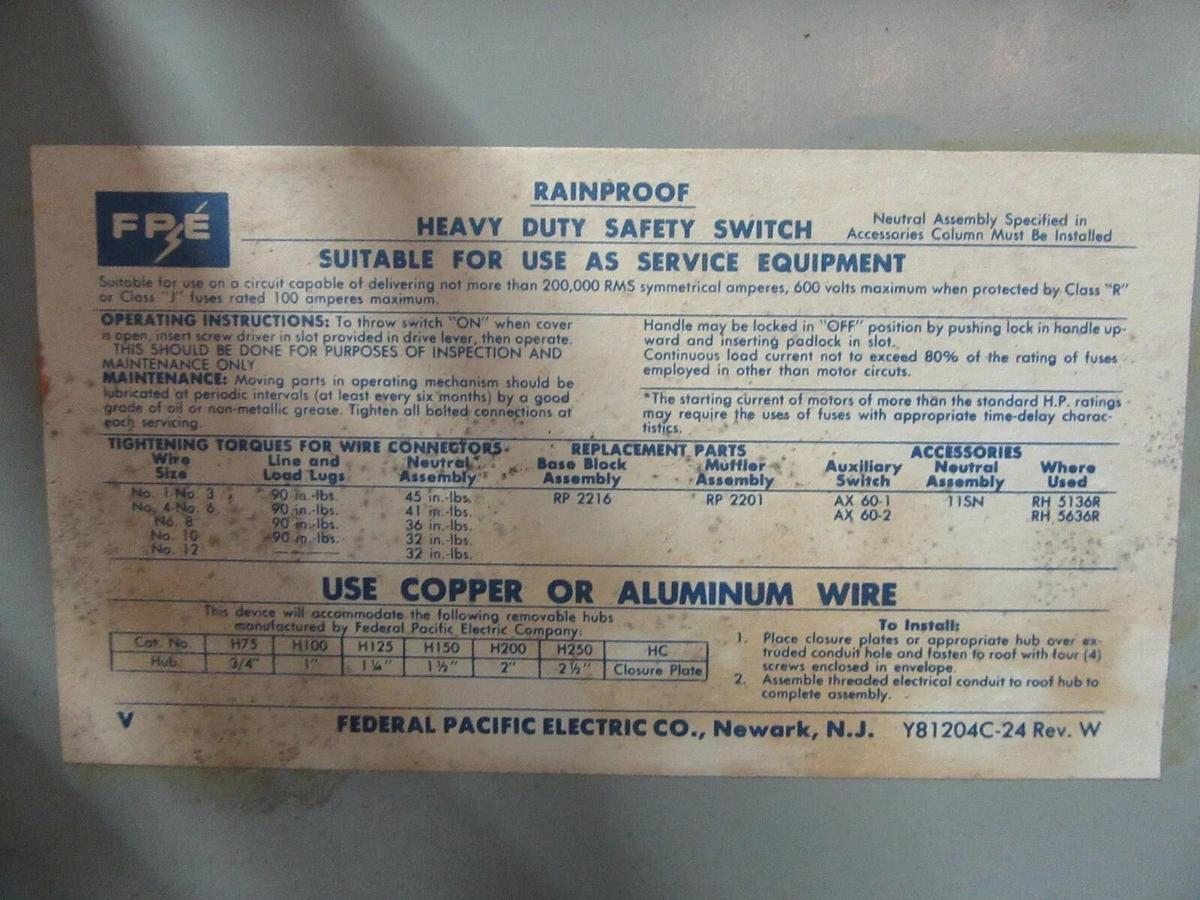 FPE
RAINPROOF
HEAVY DUTY SAFETY SWITCH
Neutral Assembly Specified in
Accessories Column Must Be Installed
SUITABLE FOR USE AS SERVICE EQUIPMENT
Suitable for use on a circuit capable of delivering not more than 200,000 RMS symmetrical amperes, 600 volts maximum when protected by Class "R"
or Class "J" fuses rated 100 amperes maximum.
OPERATING INSTRUCTIONS: To throw switch "ON" when cover
is open, insert screw driver in slot provided in drive lever, then operate.
THIS SHOULD BE DONE FOR PURPOSES OF INSPECTION AND
MAINTENANCE ONLY
MAINTENANCE: Moving parts in operating mechanism should be
lubricated at periodic intervals (at least every six months) by a good
grade of oil or non-metallic grease. Tighten all bolted connections at
each servicing.
Handle may be locked in "OFF" position by pushing lock in handle up-
ward and inserting padlock in slot.
Continuous load current not to exceed 80% of the rating of fuses
employed in other than motor circuts.
*The starting current of motors of more than the standard H.P. ratings
may require the uses of fuses with appropriate time-delay charac-
tistics.
TIGHTENING TORQUES FOR WIRE CONNECTORS. REPLACEMENT PARTS ACCESSORIES
Wire Line and Neutral Base Block Muffler Auxiliary Neutral Where
Size Load Lugs Assembly Assembly Assembly Switch Assembly Used
No. 1-No. 3 90 in.-lbs. 45 in.-lbs. RP 2216 RP 2201 AX 60-1 115N RH 5136R
No. 4-No. 6 90 in.-lbs. 41 in.-lbs. AX 60-2 RH 5636R
No. 8 90 in.-lbs. 36 in.-lbs.
No. 10 90 in.-lbs. 32 in.-lbs.
No. 12 ——— 32 in.-lbs.
USE COPPER OR ALUMINUM WIRE
This device will accommodate the following removable hubs
manufactured by Federal Pacific Electric Company:
Cat. No. H75 H100 H125 H150 H200 H250 HC
Hub. 3/4" 1" 1¼" 1½" 2" 2½" Closure Plate
To Install:
1. Place closure plates or appropriate hub over ex-
truded conduit hole and fasten to roof with four (4)
screws enclosed in envelope.
2. Assemble threaded electrical conduit to roof hub to
complete assembly.
V FEDERAL PACIFIC ELECTRIC CO., Newark, N.J. Y81204C-24 Rev. W